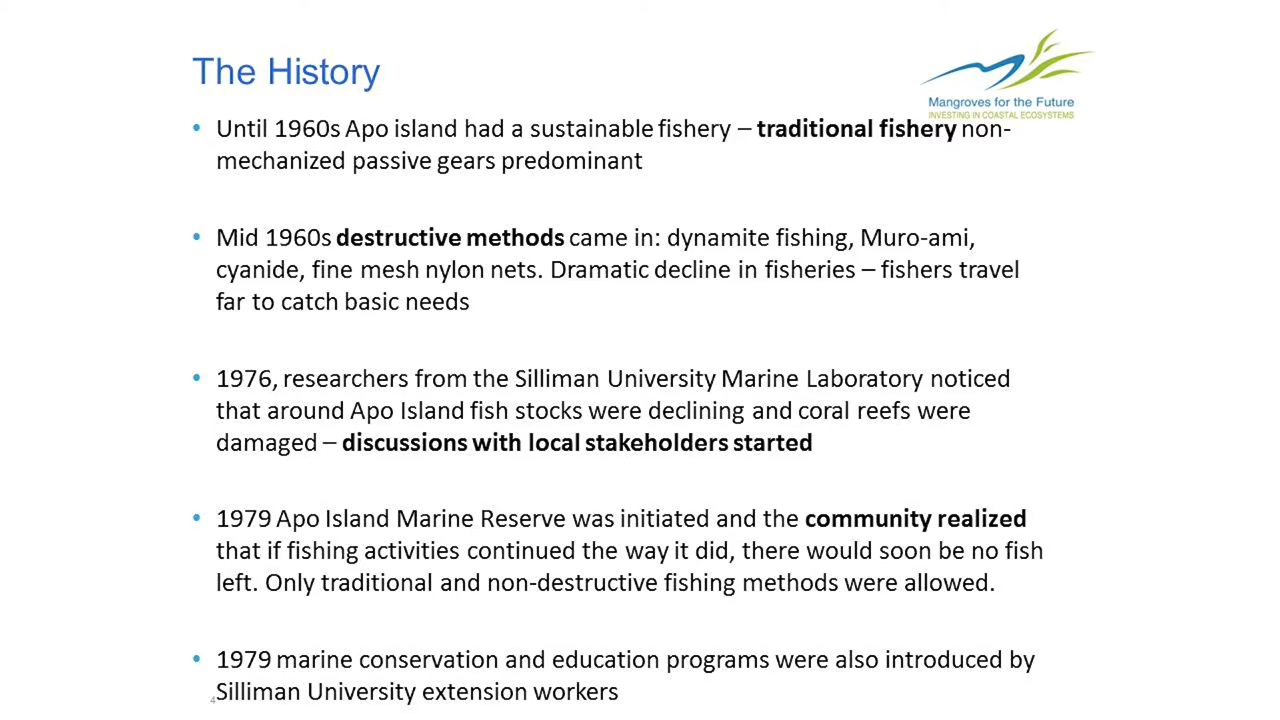 The History
Mangroves for the Future
INVESTING IN COASTAL ECOSYSTEMS
• Until 1960s Apo island had a sustainable fishery – traditional fishery non-
mechanized passive gears predominant
• Mid 1960s destructive methods came in: dynamite fishing, Muro-ami,
cyanide, fine mesh nylon nets. Dramatic decline in fisheries – fishers travel
far to catch basic needs
• 1976, researchers from the Silliman University Marine Laboratory noticed
that around Apo Island fish stocks were declining and coral reefs were
damaged – discussions with local stakeholders started
• 1979 Apo Island Marine Reserve was initiated and the community realized
that if fishing activities continued the way it did, there would soon be no fish
left. Only traditional and non-destructive fishing methods were allowed.
• 1979 marine conservation and education programs were also introduced by
Silliman University extension workers
4